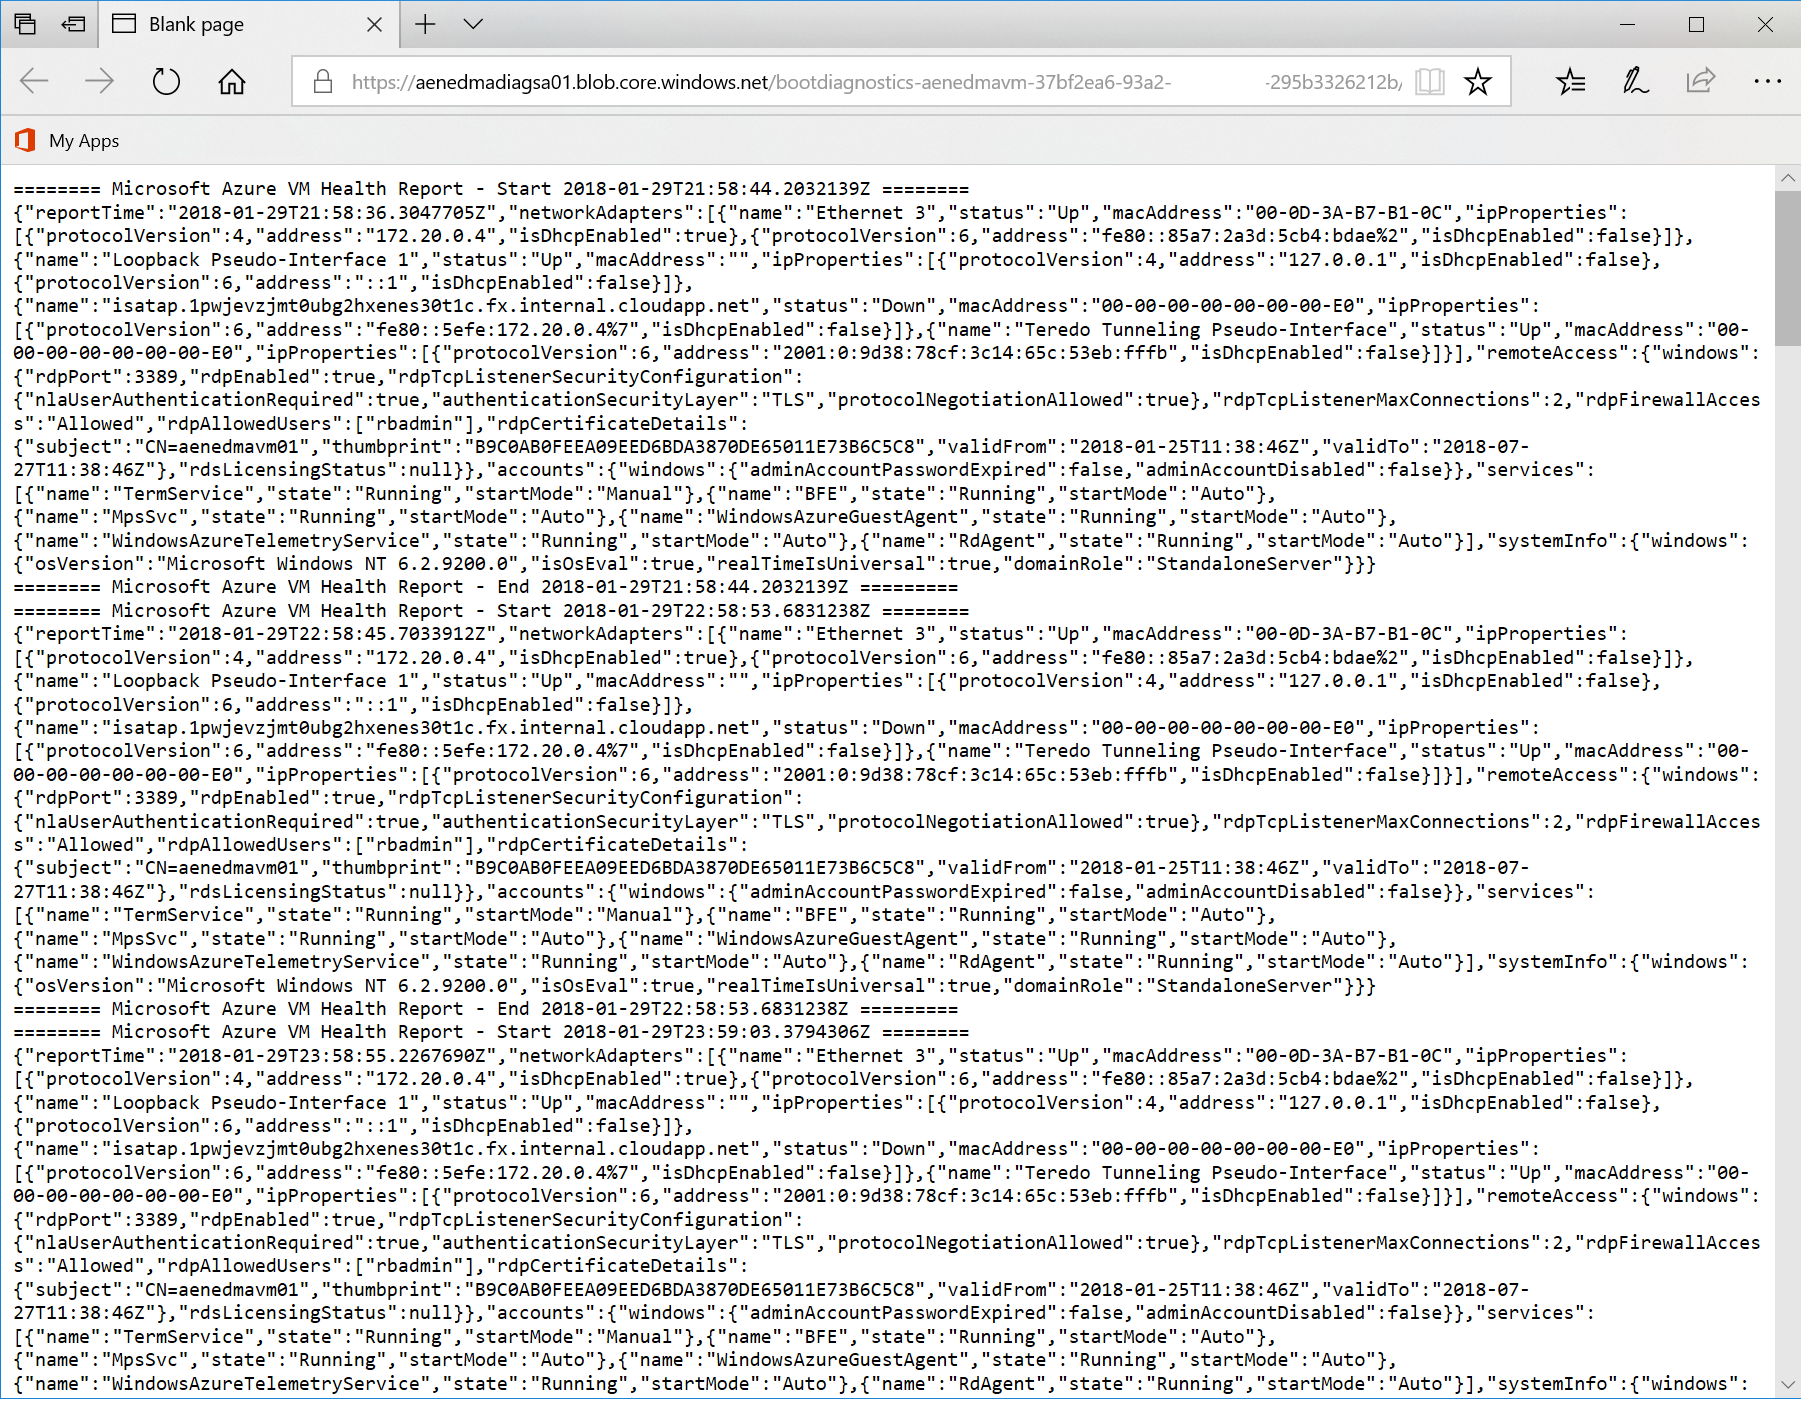 Blank page
https://aenedmadiagsa01.blob.core.windows.net/bootdiagnostics-aenedmavm-37bf2ea6-93a2- -295b3326212b/
My Apps
======== Microsoft Azure VM Health Report - Start 2018-01-29T21:58:44.2032139Z ========
{"reportTime":"2018-01-29T21:58:36.3047705Z","networkAdapters":[{"name":"Ethernet 3","status":"Up","macAddress":"00-0D-3A-B7-B1-0C","ipProperties":
[{"protocolVersion":4,"address":"172.20.0.4","isDhcpEnabled":true},{"protocolVersion":6,"address":"fe80::85a7:2a3d:5cb4:bdae%2","isDhcpEnabled":false}]},
{"name":"Loopback Pseudo-Interface 1","status":"Up","macAddress":"","ipProperties":[{"protocolVersion":4,"address":"127.0.0.1","isDhcpEnabled":false},
{"protocolVersion":6,"address":"::1","isDhcpEnabled":false}]},
{"name":"isatap.1pwjevzjmt0ubg2hxenes30t1c.fx.internal.cloudapp.net","status":"Down","macAddress":"00-00-00-00-00-00-00-E0","ipProperties":
[{"protocolVersion":6,"address":"fe80::5efe:172.20.0.4%7","isDhcpEnabled":false}]},{"name":"Teredo Tunneling Pseudo-Interface","status":"Up","macAddress":"00-
00-00-00-00-00-00-E0","ipProperties":[{"protocolVersion":6,"address":"2001:0:9d38:78cf:3c14:65c:53eb:fffb","isDhcpEnabled":false}]}],"remoteAccess":{"windows":
{"rdpPort":3389,"rdpEnabled":true,"rdpTcpListenerSecurityConfiguration":
{"nlaUserAuthenticationRequired":true,"authenticationSecurityLayer":"TLS","protocolNegotiationAllowed":true},"rdpTcpListenerMaxConnections":2,"rdpFirewallAcces
s":"Allowed","rdpAllowedUsers":["rbadmin"],"rdpCertificateDetails":
{"subject":"CN=aenedmavm01","thumbprint":"B9C0AB0FEEA09EED6BDA3870DE65011E73B6C5C8","validFrom":"2018-01-25T11:38:46Z","validTo":"2018-07-
27T11:38:46Z"},"rdsLicensingStatus":null}},"accounts":{"windows":{"adminAccountPasswordExpired":false,"adminAccountDisabled":false}},"services":
[{"name":"TermService","state":"Running","startMode":"Manual"},{"name":"BFE","state":"Running","startMode":"Auto"},
{"name":"MpsSvc","state":"Running","startMode":"Auto"},{"name":"WindowsAzureGuestAgent","state":"Running","startMode":"Auto"},
{"name":"WindowsAzureTelemetryService","state":"Running","startMode":"Auto"},{"name":"RdAgent","state":"Running","startMode":"Auto"}],"systemInfo":{"windows":
{"osVersion":"Microsoft Windows NT 6.2.9200.0","isOsEval":true,"realTimeIsUniversal":true,"domainRole":"StandaloneServer"}}}
======== Microsoft Azure VM Health Report - End 2018-01-29T21:58:44.2032139Z =========
======== Microsoft Azure VM Health Report - Start 2018-01-29T22:58:53.6831238Z ========
{"reportTime":"2018-01-29T22:58:45.7033912Z","networkAdapters":[{"name":"Ethernet 3","status":"Up","macAddress":"00-0D-3A-B7-B1-0C","ipProperties":
[{"protocolVersion":4,"address":"172.20.0.4","isDhcpEnabled":true},{"protocolVersion":6,"address":"fe80::85a7:2a3d:5cb4:bdae%2","isDhcpEnabled":false}]},
{"name":"Loopback Pseudo-Interface 1","status":"Up","macAddress":"","ipProperties":[{"protocolVersion":4,"address":"127.0.0.1","isDhcpEnabled":false},
{"protocolVersion":6,"address":"::1","isDhcpEnabled":false}]},
{"name":"isatap.1pwjevzjmt0ubg2hxenes30t1c.fx.internal.cloudapp.net","status":"Down","macAddress":"00-00-00-00-00-00-00-E0","ipProperties":
[{"protocolVersion":6,"address":"fe80::5efe:172.20.0.4%7","isDhcpEnabled":false}]},{"name":"Teredo Tunneling Pseudo-Interface","status":"Up","macAddress":"00-
00-00-00-00-00-00-E0","ipProperties":[{"protocolVersion":6,"address":"2001:0:9d38:78cf:3c14:65c:53eb:fffb","isDhcpEnabled":false}]}],"remoteAccess":{"windows":
{"rdpPort":3389,"rdpEnabled":true,"rdpTcpListenerSecurityConfiguration":
{"nlaUserAuthenticationRequired":true,"authenticationSecurityLayer":"TLS","protocolNegotiationAllowed":true},"rdpTcpListenerMaxConnections":2,"rdpFirewallAcces
s":"Allowed","rdpAllowedUsers":["rbadmin"],"rdpCertificateDetails":
{"subject":"CN=aenedmavm01","thumbprint":"B9C0AB0FEEA09EED6BDA3870DE65011E73B6C5C8","validFrom":"2018-01-25T11:38:46Z","validTo":"2018-07-
27T11:38:46Z"},"rdsLicensingStatus":null}},"accounts":{"windows":{"adminAccountPasswordExpired":false,"adminAccountDisabled":false}},"services":
[{"name":"TermService","state":"Running","startMode":"Manual"},{"name":"BFE","state":"Running","startMode":"Auto"},
{"name":"MpsSvc","state":"Running","startMode":"Auto"},{"name":"WindowsAzureGuestAgent","state":"Running","startMode":"Auto"},
{"name":"WindowsAzureTelemetryService","state":"Running","startMode":"Auto"},{"name":"RdAgent","state":"Running","startMode":"Auto"}],"systemInfo":{"windows":
{"osVersion":"Microsoft Windows NT 6.2.9200.0","isOsEval":true,"realTimeIsUniversal":true,"domainRole":"StandaloneServer"}}}
======== Microsoft Azure VM Health Report - End 2018-01-29T22:58:53.6831238Z =========
======== Microsoft Azure VM Health Report - Start 2018-01-29T23:59:03.3794306Z ========
{"reportTime":"2018-01-29T23:58:55.2267690Z","networkAdapters":[{"name":"Ethernet 3","status":"Up","macAddress":"00-0D-3A-B7-B1-0C","ipProperties":
[{"protocolVersion":4,"address":"172.20.0.4","isDhcpEnabled":true},{"protocolVersion":6,"address":"fe80::85a7:2a3d:5cb4:bdae%2","isDhcpEnabled":false}]},
{"name":"Loopback Pseudo-Interface 1","status":"Up","macAddress":"","ipProperties":[{"protocolVersion":4,"address":"127.0.0.1","isDhcpEnabled":false},
{"protocolVersion":6,"address":"::1","isDhcpEnabled":false}]},
{"name":"isatap.1pwjevzjmt0ubg2hxenes30t1c.fx.internal.cloudapp.net","status":"Down","macAddress":"00-00-00-00-00-00-00-E0","ipProperties":
[{"protocolVersion":6,"address":"fe80::5efe:172.20.0.4%7","isDhcpEnabled":false}]},{"name":"Teredo Tunneling Pseudo-Interface","status":"Up","macAddress":"00-
00-00-00-00-00-00-E0","ipProperties":[{"protocolVersion":6,"address":"2001:0:9d38:78cf:3c14:65c:53eb:fffb","isDhcpEnabled":false}]}],"remoteAccess":{"windows":
{"rdpPort":3389,"rdpEnabled":true,"rdpTcpListenerSecurityConfiguration":
{"nlaUserAuthenticationRequired":true,"authenticationSecurityLayer":"TLS","protocolNegotiationAllowed":true},"rdpTcpListenerMaxConnections":2,"rdpFirewallAcces
s":"Allowed","rdpAllowedUsers":["rbadmin"],"rdpCertificateDetails":
{"subject":"CN=aenedmavm01","thumbprint":"B9C0AB0FEEA09EED6BDA3870DE65011E73B6C5C8","validFrom":"2018-01-25T11:38:46Z","validTo":"2018-07-
27T11:38:46Z"},"rdsLicensingStatus":null}},"accounts":{"windows":{"adminAccountPasswordExpired":false,"adminAccountDisabled":false}},"services":
[{"name":"TermService","state":"Running","startMode":"Manual"},{"name":"BFE","state":"Running","startMode":"Auto"},
{"name":"MpsSvc","state":"Running","startMode":"Auto"},{"name":"WindowsAzureGuestAgent","state":"Running","startMode":"Auto"},
{"name":"WindowsAzureTelemetryService","state":"Running","startMode":"Auto"},{"name":"RdAgent","state":"Running","startMode":"Auto"}],"systemInfo":{"windows":